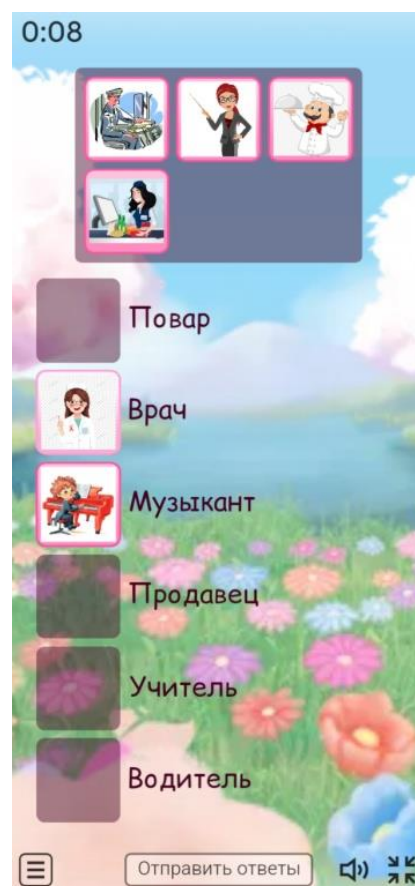 0:08
Повар
Врач
Музыкант
Продавец
Учитель
Водитель
Отправить ответы